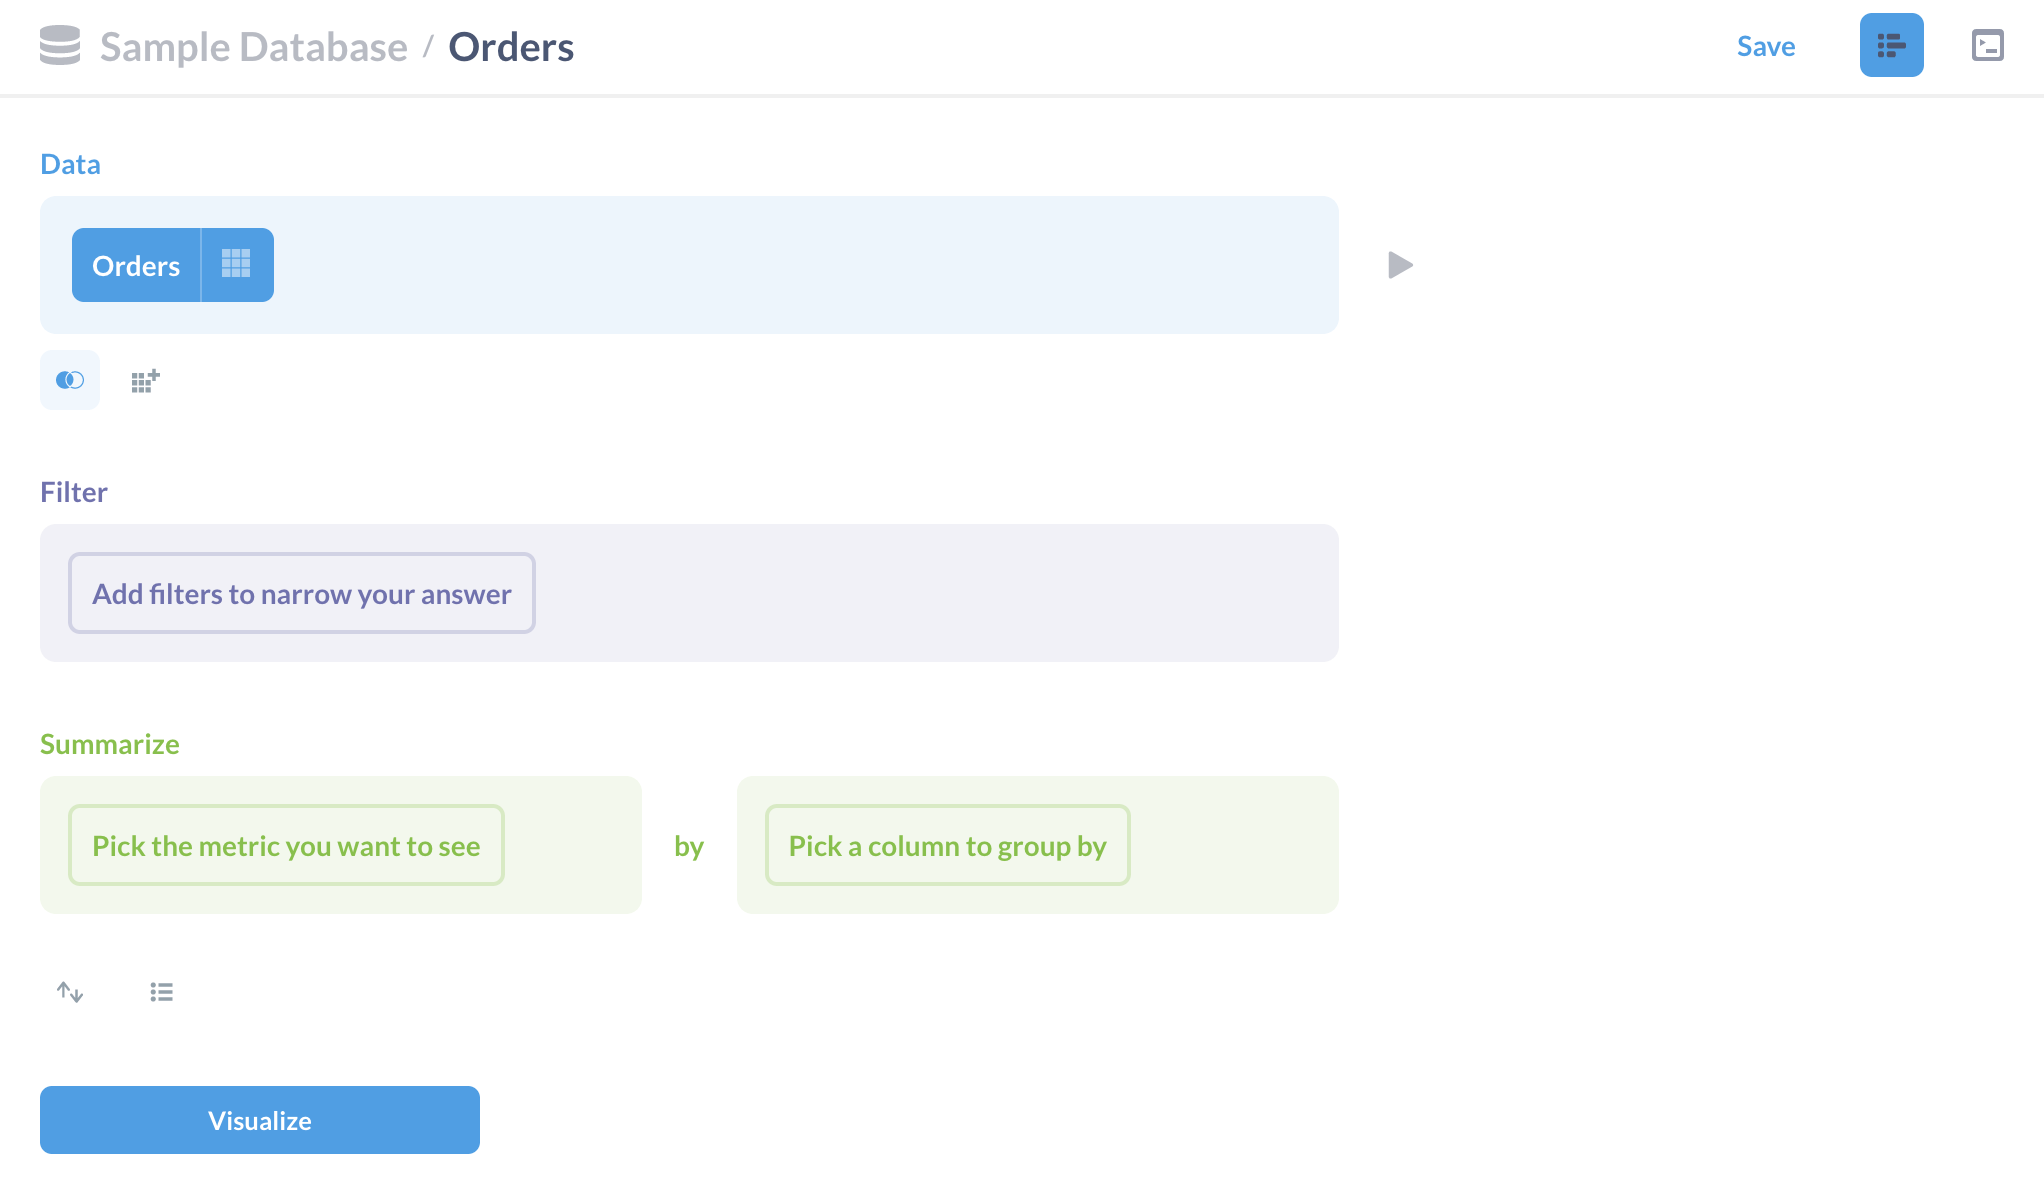 Sample Database / Orders
Save
Data
Orders
Filter
Add filters to narrow your answer
Summarize
Pick the metric you want to see
by
Pick a column to group by
Visualize